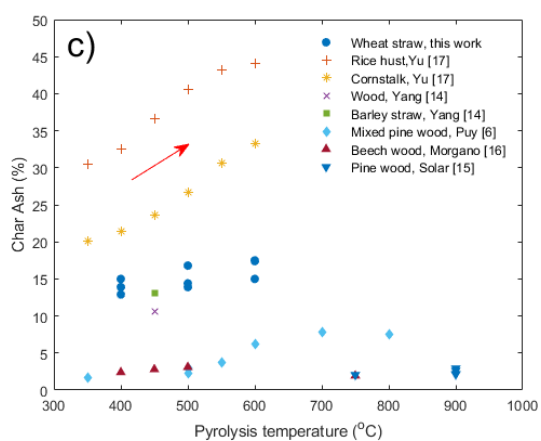 c)
Char Ash (%)
50
45
40
35
30
25
20
15
10
5
0
Wheat straw, this work
Rice hust,Yu [17]
Cornstalk, Yu [17]
Wood, Yang [14]
Barley straw, Yang [14]
Mixed pine wood, Puy [6]
Beech wood, Morgano [16]
Pine wood, Solar [15]
300 400 500 600 700 800 900 1000
Pyrolysis temperature (°C)